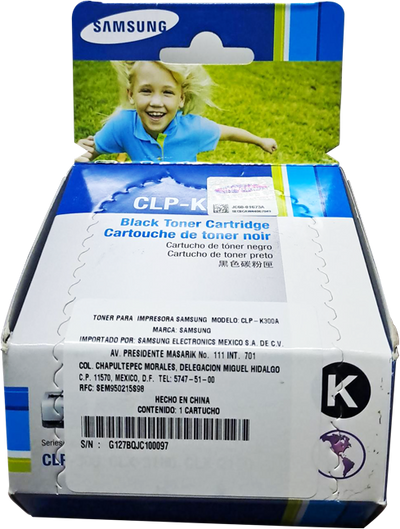 SAMSUNG
CLP-K
Black Toner Cartridge
Cartouche de toner noir
Cartucho de tóner negro
Cartucho de toner preto
黑色碳粉匣
TONER PARA IMPRESORA SAMSUNG MODELO: CLP - K300A
MARCA: SAMSUNG
IMPORTADO POR: SAMSUNG ELECTRONICS MEXICO S.A. DE C.V.
AV. PRESIDENTE MASARIK No. 111 INT. 701
COL. CHAPULTEPEC MORALES, DELEGACION MIGUEL HIDALGO
C.P. 11570, MEXICO, D.F. TEL: 5747-51-00
RFC: SEM950215S98
HECHO EN CHINA
CONTENIDO: 1 CARTUCHO
S/N : G127BQJC100097
K
Series
CLP